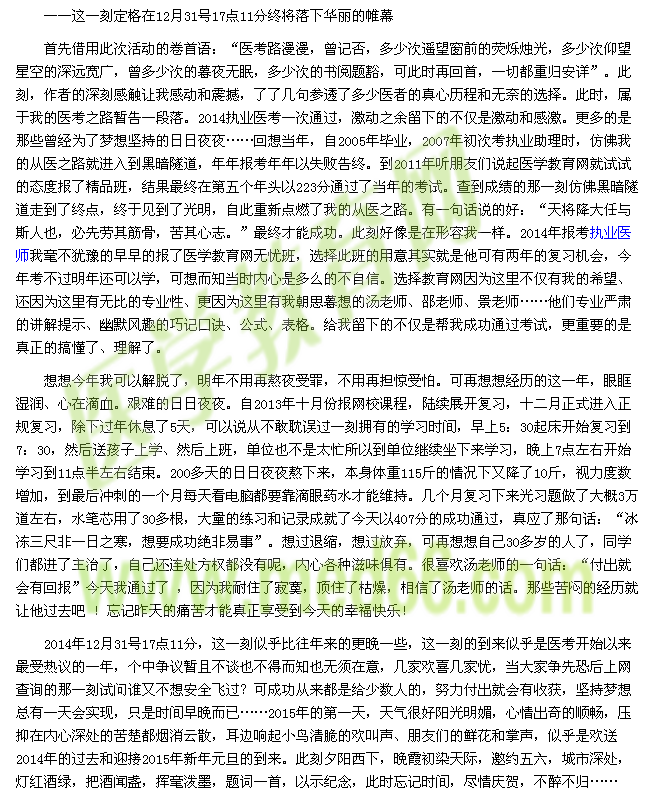 ——这一刻定格在12月31号17点11分终将落下华丽的帷幕
首先借用此次活动的卷首语：“医考路漫漫，曾记否，多少次遥望窗前的荧烁烛光，多少次仰望
星空的深远宽广，曾多少次的暮夜无眠，多少次的书阅题豁，可此时再回首，一切都重归安详”。此
刻，作者的深刻感触让我感动和震撼，了了几句参透了多少医者的真心历程和无奈的选择。此时，属
于我的医考之路暂告一段落。2014执业医考一次通过，激动之余留下的不仅是激动和感激。更多的是
那些曾经为了梦想坚持的日日夜夜……回想当年，自2005年毕业，2007年初次考执业助理时，仿佛我
的从医之路就进入到黑暗隧道，年年报考年年以失败告终。到2011年听朋友们说起医学教育网就试试
的态度报了精品班，结果最终在第五个年头以223分通过了当年的考试。查到成绩的那一刻仿佛黑暗隧
道走到了终点，终于见到了光明，自此重新点燃了我的从医之路。有一句话说的好：“天将降大任与
斯人也，必先劳其筋骨，苦其心志。”最终才能成功。此刻好像是在形容我一样。2014年报考执业医
师我毫不犹豫的早早的报了医学教育网无忧班，选择此班的用意其实就是他可有两年的复习机会，今
年考不过明年还可以学，可想而知当时内心是多么的不自信。选择教育网因为这里不仅有我的希望、
还因为这里有无比的专业性、更因为这里有我朝思暮想的汤老师、邵老师、景老师……他们专业严肃
的讲解提示、幽默风趣的巧记口诀、公式、表格。给我留下的不仅是帮我成功通过考试，更重要的是
真正的搞懂了、理解了。
想想今年我可以解脱了，明年不用再熬夜受罪，不用再担惊受怕。可再想想经历的这一年，眼眶
湿润、心在滴血。艰难的日日夜夜。自2013年十月份报网校课程，陆续展开复习，十二月正式进入正
规复习，除下过年休息了5天，可以说从不敢耽误过一刻拥有的学习时间，早上5：30起床开始复习到
7：30，然后送孩子上学、然后上班，单位也不是太忙所以到单位继续坐下来学习，晚上7点左右开始
学习到11点半左右结束。200多天的日日夜夜熬下来，本身体重115斤的情况下又降了10斤，视力度数
增加，到最后冲刺的一个月每天看电脑都要靠滴眼药水才能维持。几个月复习下来光习题做了大概3万
道左右，水笔芯用了30多根，大量的练习和记录成就了今天以407分的成功通过，真应了那句话：“冰
冻三尺非一日之寒，想要成功绝非易事”。想过退缩，想过放弃，可再想想自己30多岁的人了，同学
们都进了主治了，自己还连处方权都没有呢，内心各种滋味俱有。很喜欢汤老师的一句话：“付出就
会有回报”今天我通过了 ，因为我耐住了寂寞，顶住了枯燥，相信了汤老师的话。那些苦闷的经历就
让他过去吧 ！忘记昨天的痛苦才能真正享受到今天的幸福快乐！
2014年12月31号17点11分，这一刻似乎比往年来的更晚一些，这一刻的到来似乎是医考开始以来
最受热议的一年，个中争议暂且不谈也不得而知也无须在意，几家欢喜几家忧，当大家争先恐后上网
查询的那一刻试问谁又不想安全飞过？可成功从来都是给少数人的，努力付出就会有收获，坚持梦想
总有一天会实现，只是时间早晚而已……2015年的第一天，天气很好阳光明媚，心情出奇的顺畅，压
抑在内心深处的苦楚都烟消云散，耳边响起小鸟清脆的欢叫声、朋友们的鲜花和掌声，似乎是欢送
2014年的过去和迎接2015年新年元旦的到来。此刻夕阳西下，晚霞初染天际，邀约五六，城市深处，
灯红酒绿，把酒闻盏，挥毫泼墨，题词一首，以示纪念，此时忘记时间，尽情庆贺，不醉不归……
医学教育网
www.med66.com